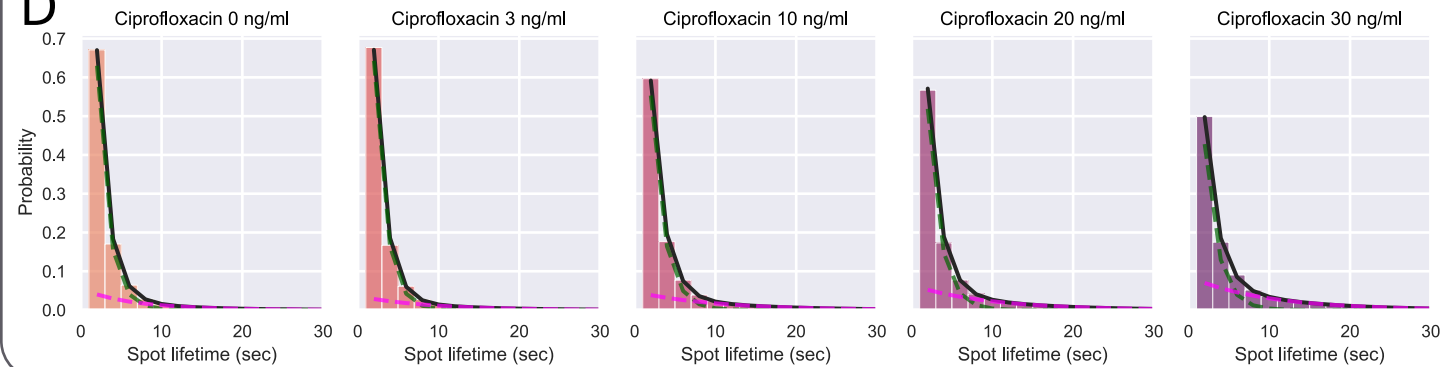 D
Ciprofloxacin 0 ng/ml Ciprofloxacin 3 ng/ml Ciprofloxacin 10 ng/ml Ciprofloxacin 20 ng/ml Ciprofloxacin 30 ng/ml
Probability
0.7
0.6
0.5
0.4
0.3
0.2
0.1
0.0
0 10 20 30 0 10 20 30 0 10 20 30 0 10 20 30 0 10 20 30
Spot lifetime (sec) Spot lifetime (sec) Spot lifetime (sec) Spot lifetime (sec) Spot lifetime (sec)